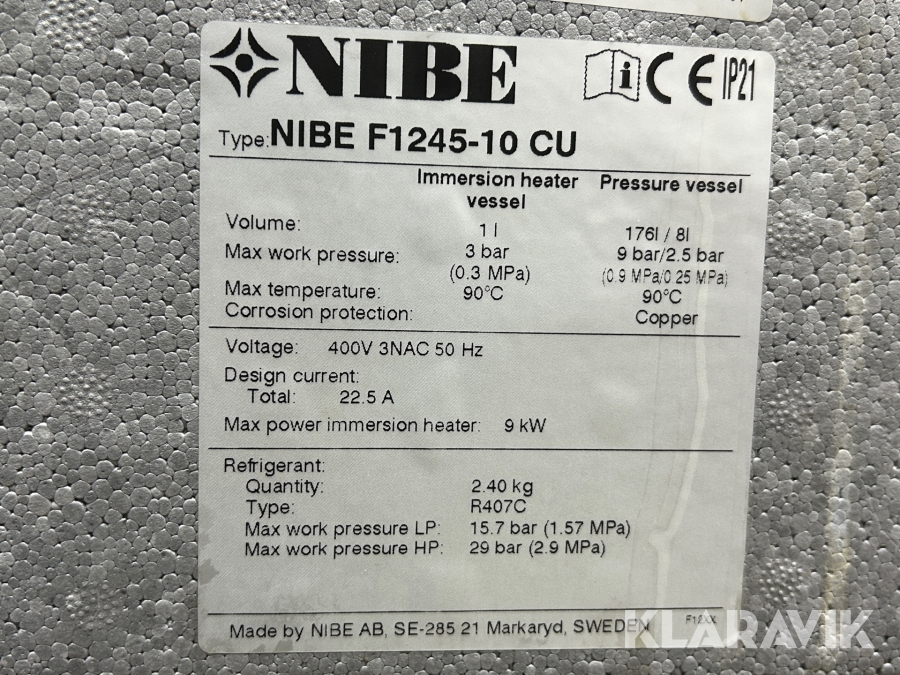 NIBE CE IP21
Type: NIBE F1245-10 CU
Immersion heater vessel Pressure vessel
Volume: 1 l 176l / 8l
Max work pressure: 3 bar 9 bar/2.5 bar
(0.3 MPa) (0.9 MPa/0.25 MPa)
Max temperature: 90°C 90°C
Corrosion protection: Copper
Voltage: 400V 3NAC 50 Hz
Design current:
Total: 22.5 A
Max power immersion heater: 9 kW
Refrigerant:
Quantity: 2.40 kg
Type: R407C
Max work pressure LP: 15.7 bar (1.57 MPa)
Max work pressure HP: 29 bar (2.9 MPa)
F12XX
Made by NIBE AB, SE-285 21 Markaryd, SWEDEN
KLARAVIK